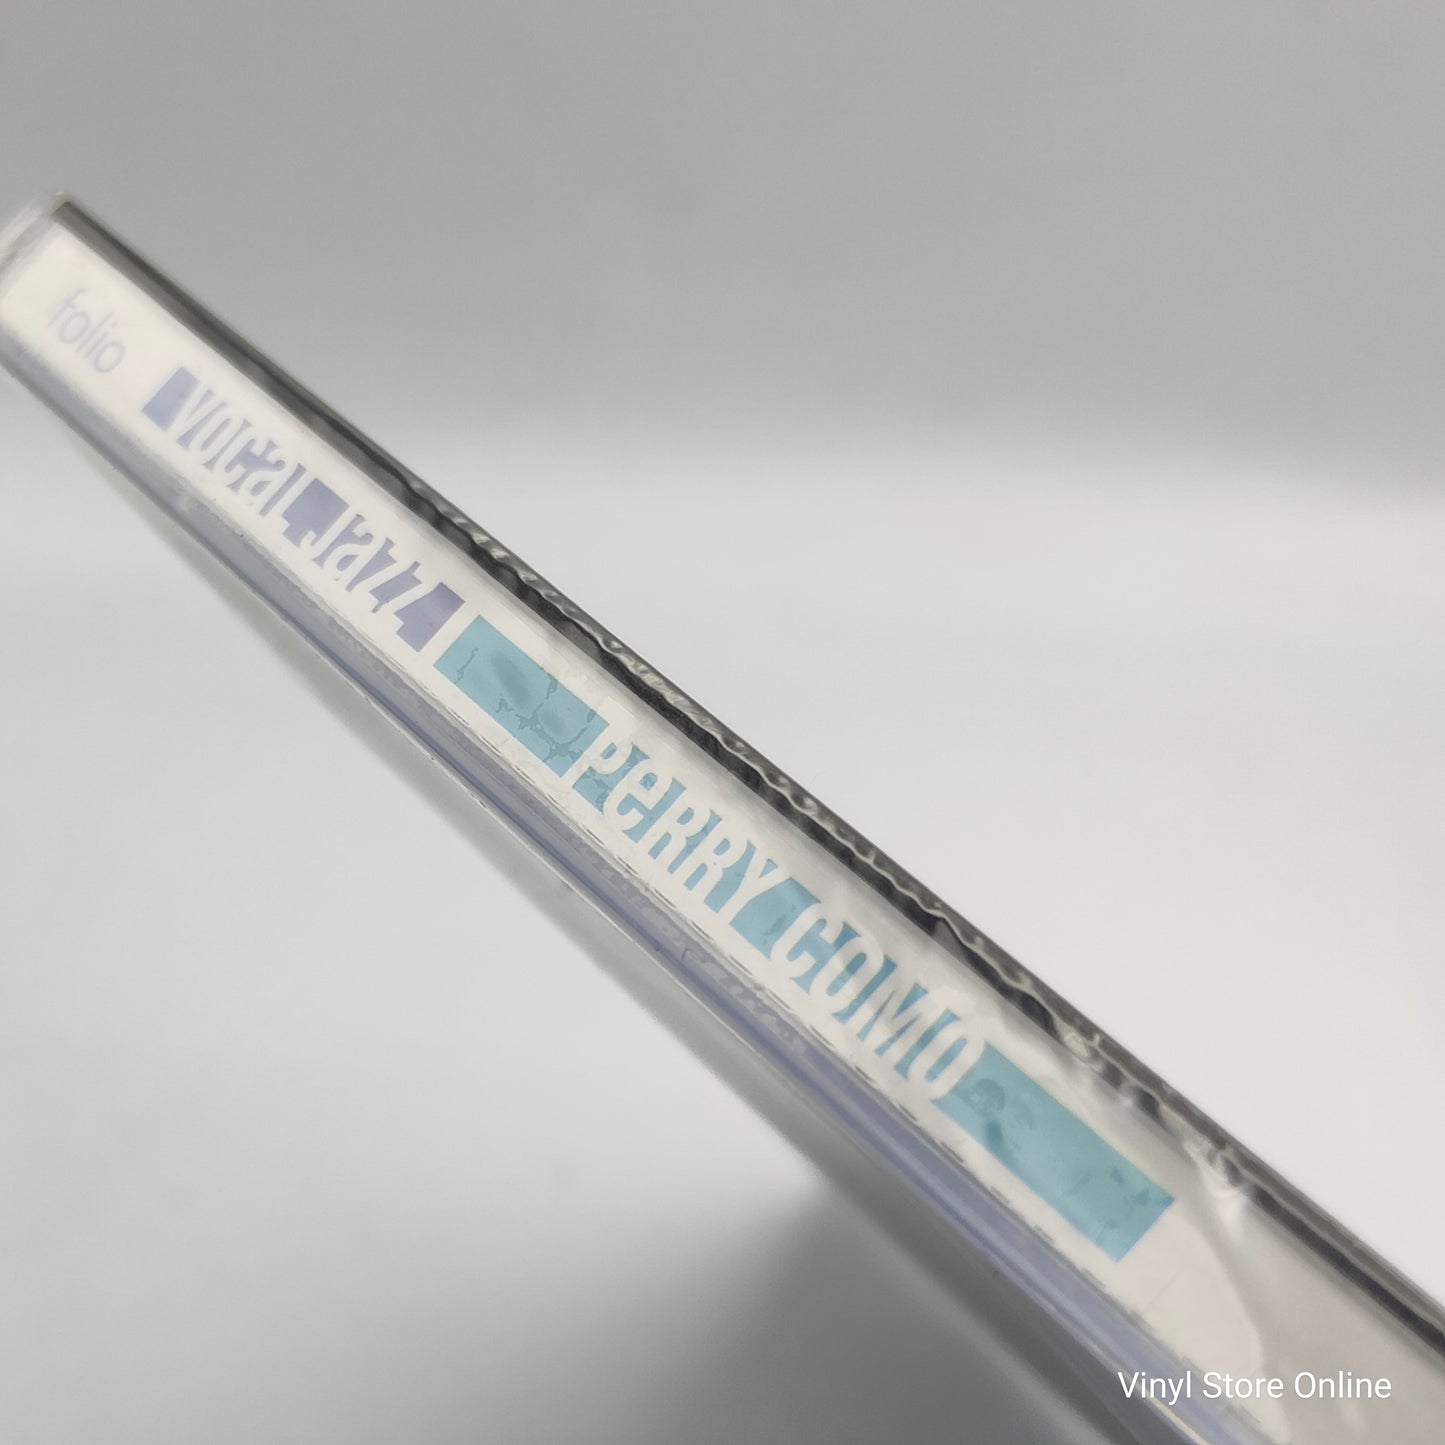 folio VOCAL JAZZ PERRY COMO
Vinyl Store Online